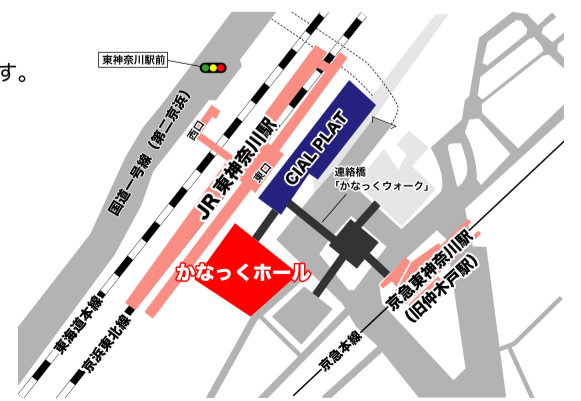 す。
東神奈川駅前
国道一号線（第二京浜）
西口
JR 東神奈川駅
東口
CIAL PLAT
連絡橋
「かなっくウォーク」
かなっくホール
京急東神奈川駅
（旧仲木戸駅）
東海道本線
京浜東北線
京急本線